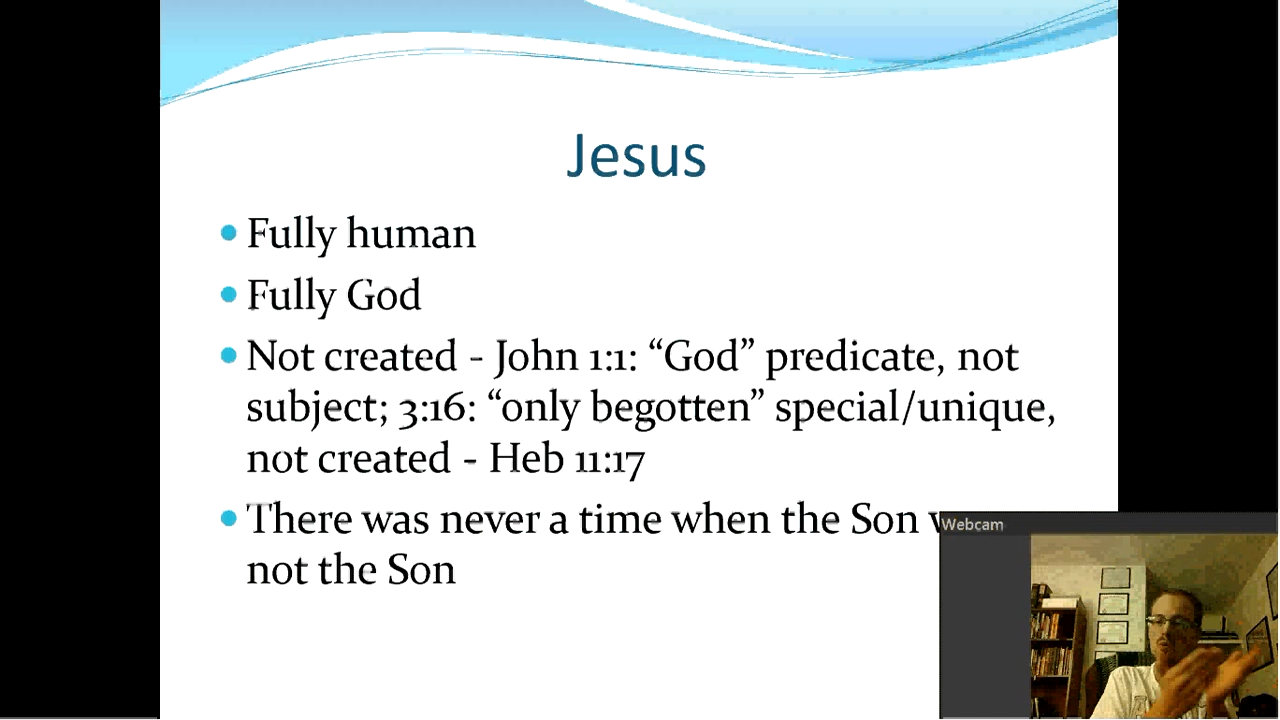 Jesus
Fully human
Fully God
Not created - John 1:1: “God” predicate, not
subject; 3:16: “only begotten” special/unique,
not created - Heb 11:17
There was never a time when the Son
not the Son
Webcam